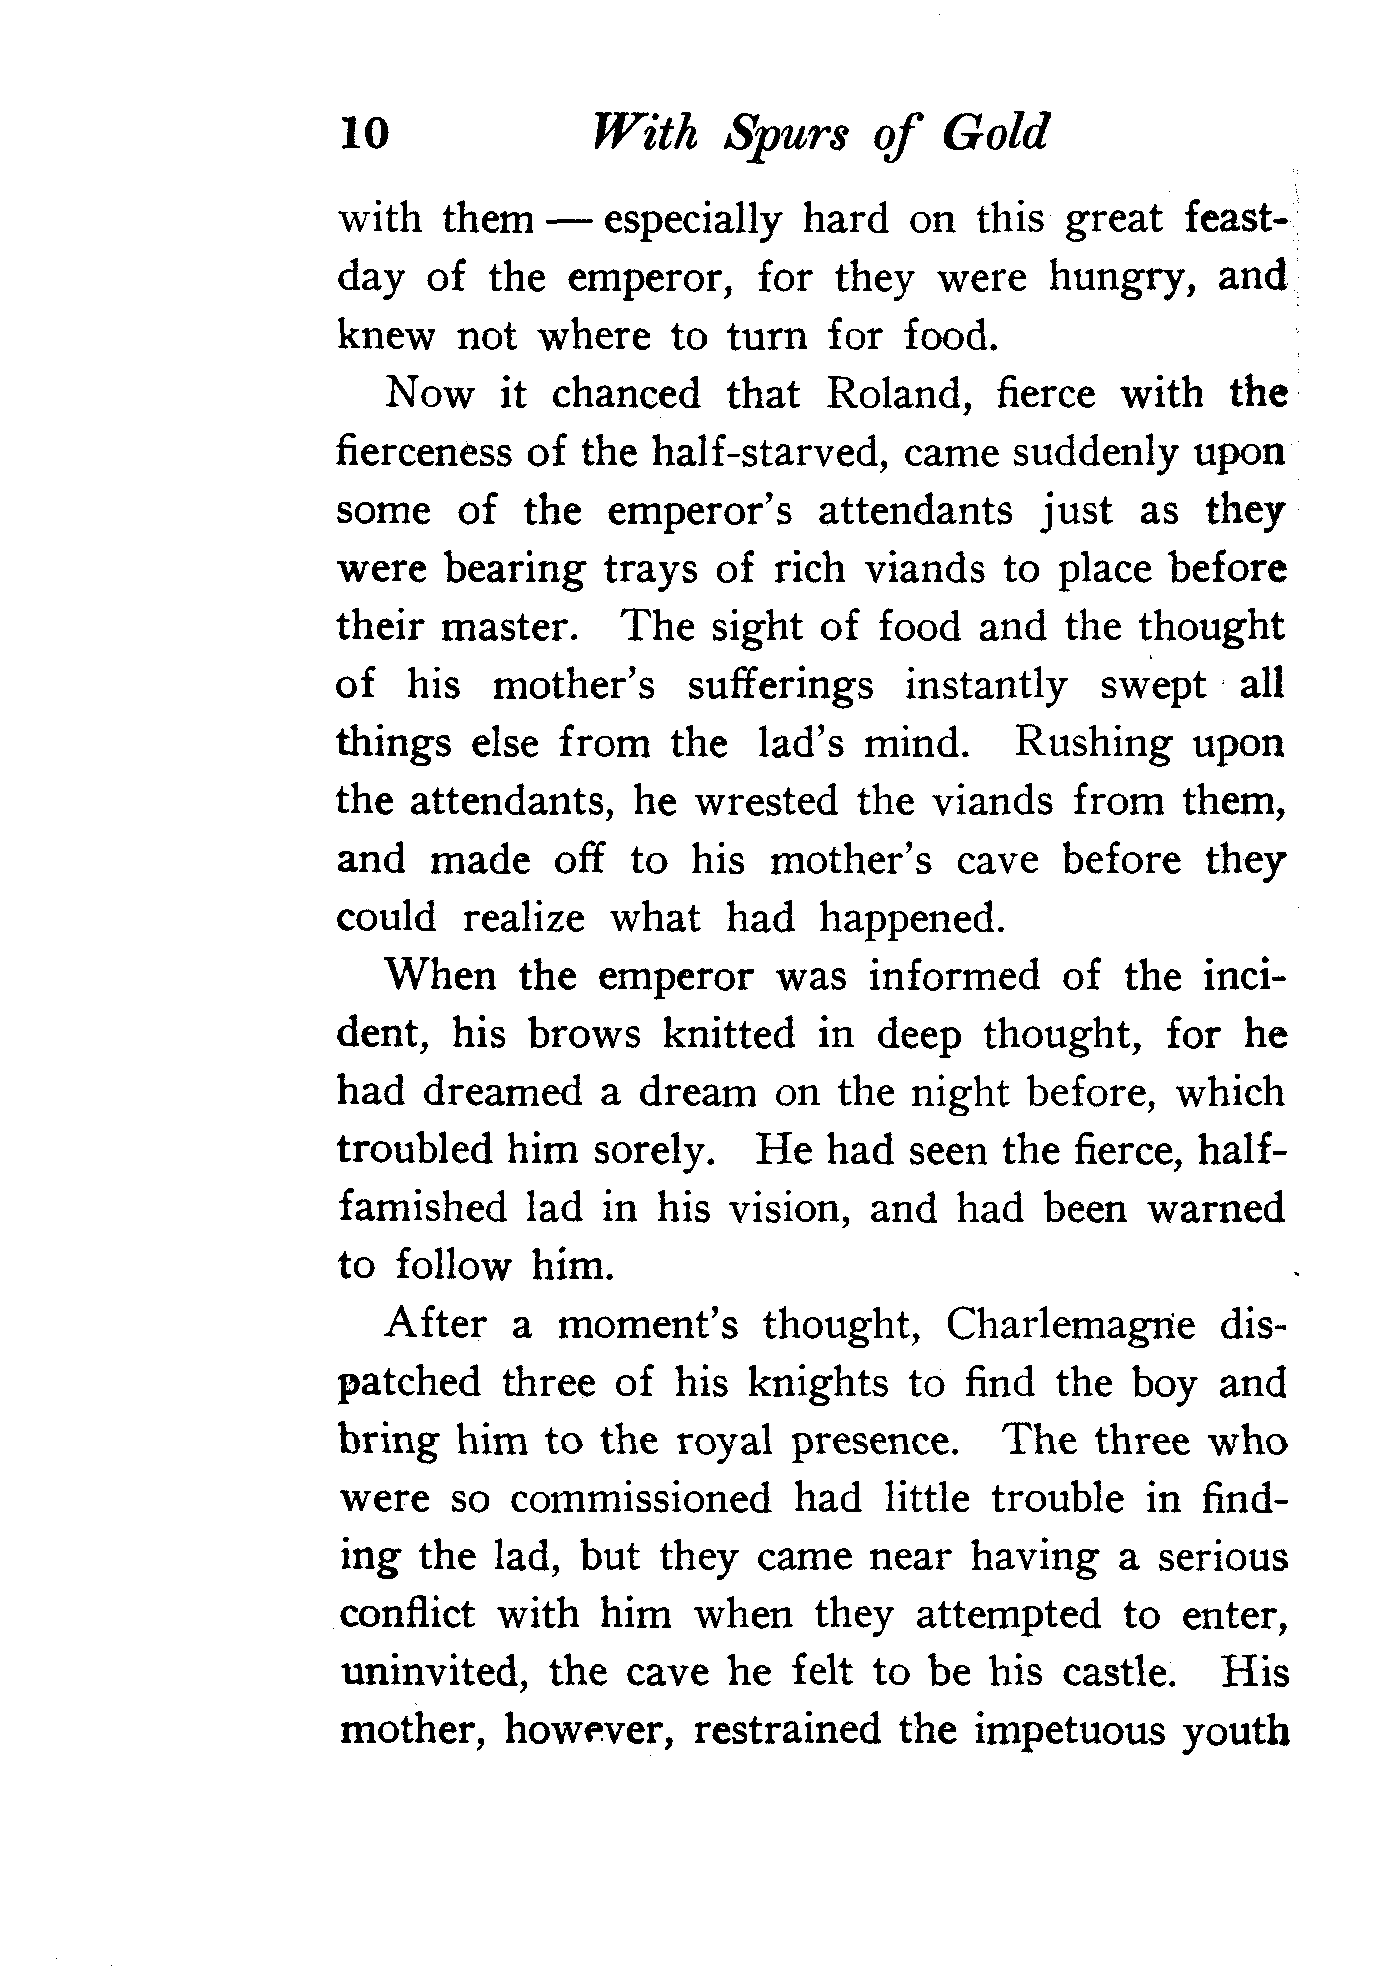 10 With Spurs of Gold
with them — especially hard on this great feast-
day of the emperor, for they were hungry, and
knew not where to turn for food.
Now it chanced that Roland, fierce with the
fierceness of the half-starved, came suddenly upon
some of the emperor's attendants just as they
were bearing trays of rich viands to place before
their master. The sight of food and the thought
of his mother's sufferings instantly swept all
things else from the lad's mind. Rushing upon
the attendants, he wrested the viands from them,
and made off to his mother's cave before they
could realize what had happened.
When the emperor was informed of the inci-
dent, his brows knitted in deep thought, for he
had dreamed a dream on the night before, which
troubled him sorely. He had seen the fierce, half-
famished lad in his vision, and had been warned
to follow him.
After a moment's thought, Charlemagne dis-
patched three of his knights to find the boy and
bring him to the royal presence. The three who
were so commissioned had little trouble in find-
ing the lad, but they came near having a serious
conflict with him when they attempted to enter,
uninvited, the cave he felt to be his castle. His
mother, however, restrained the impetuous youth